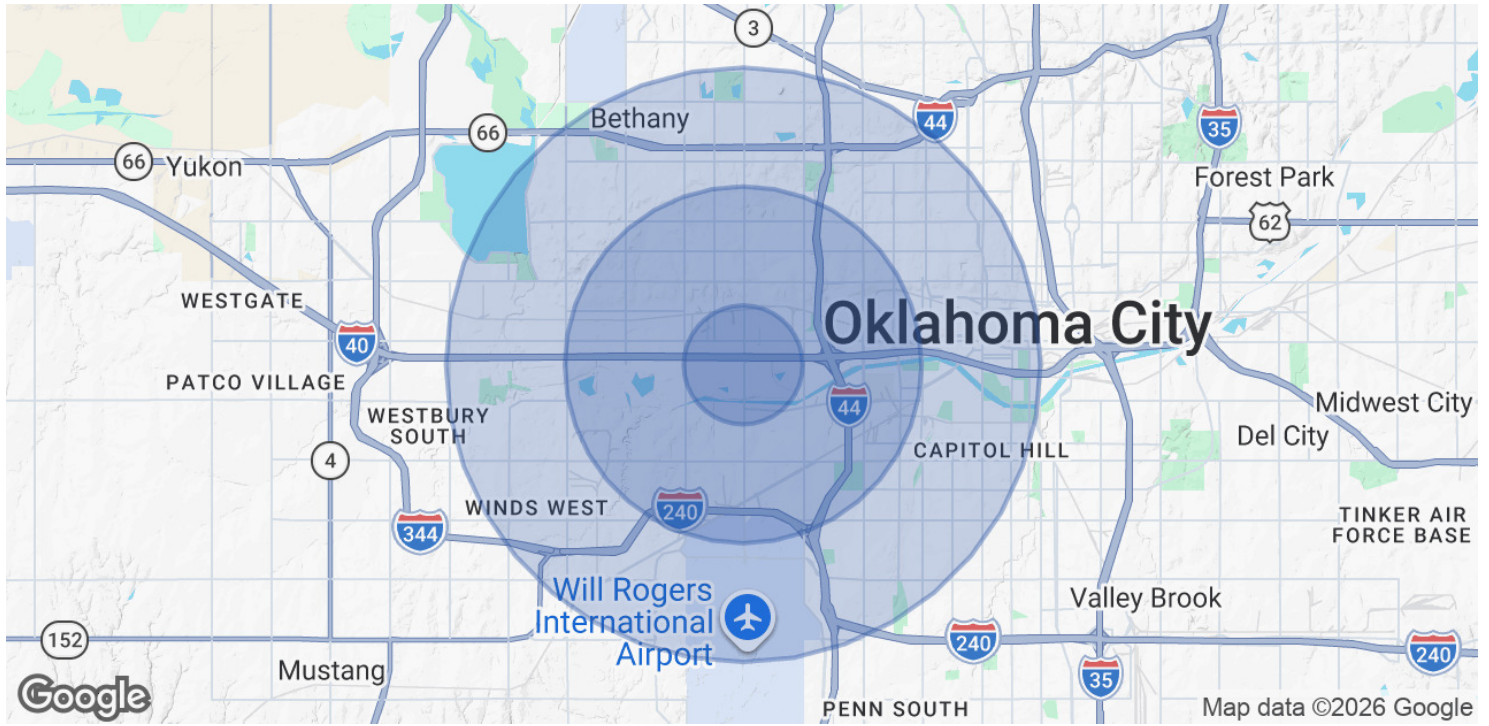 3
Bethany
44
35
66
66
Yukon
Forest Park
62
WESTGATE
Oklahoma City
40
PATCO VILLAGE
WESTBURY
SOUTH
44
Midwest City
Del City
CAPITOL HILL
4
WINDS WEST
240
344
TINKER AIR
FORCE BASE
Will Rogers
International
Airport
Valley Brook
152
240
240
Mustang
35
Google
PENN SOUTH
Map data ©2026 Google